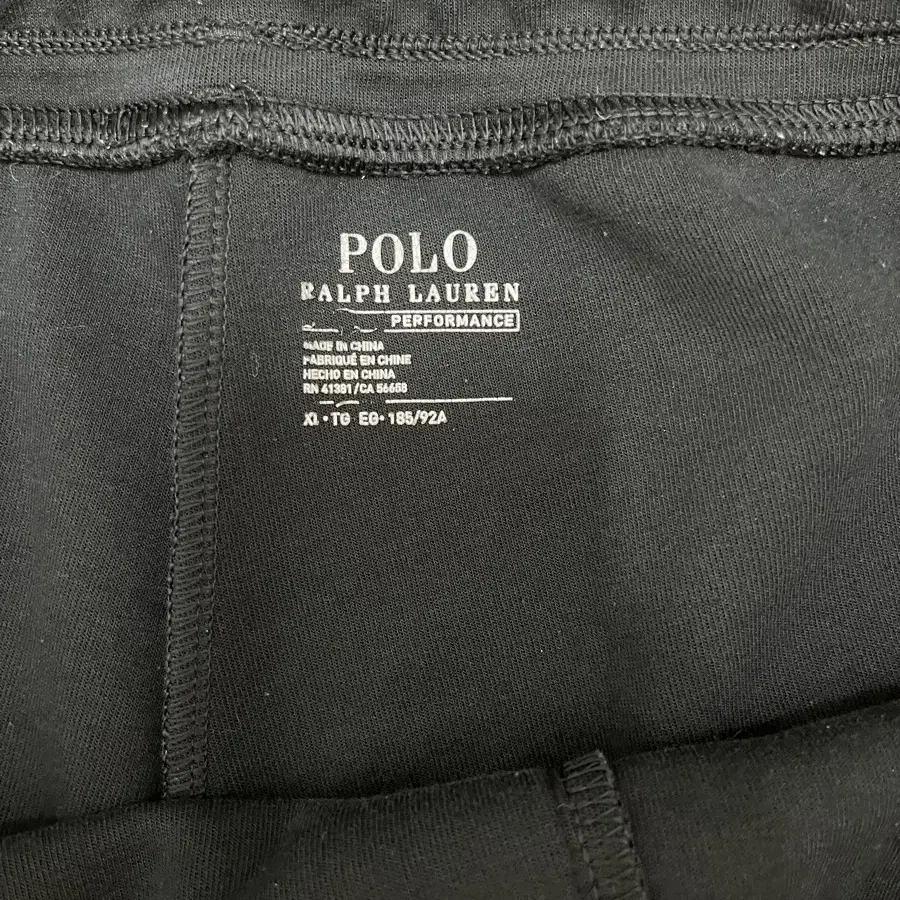 POLO
RALPH LAUREN
PERFORMANCE
MADE IN CHINA
FABRIQUÉ EN CHINE
HECHO EN CHINA
RN 41381/CA 56658
XL • TG EG • 185/92A